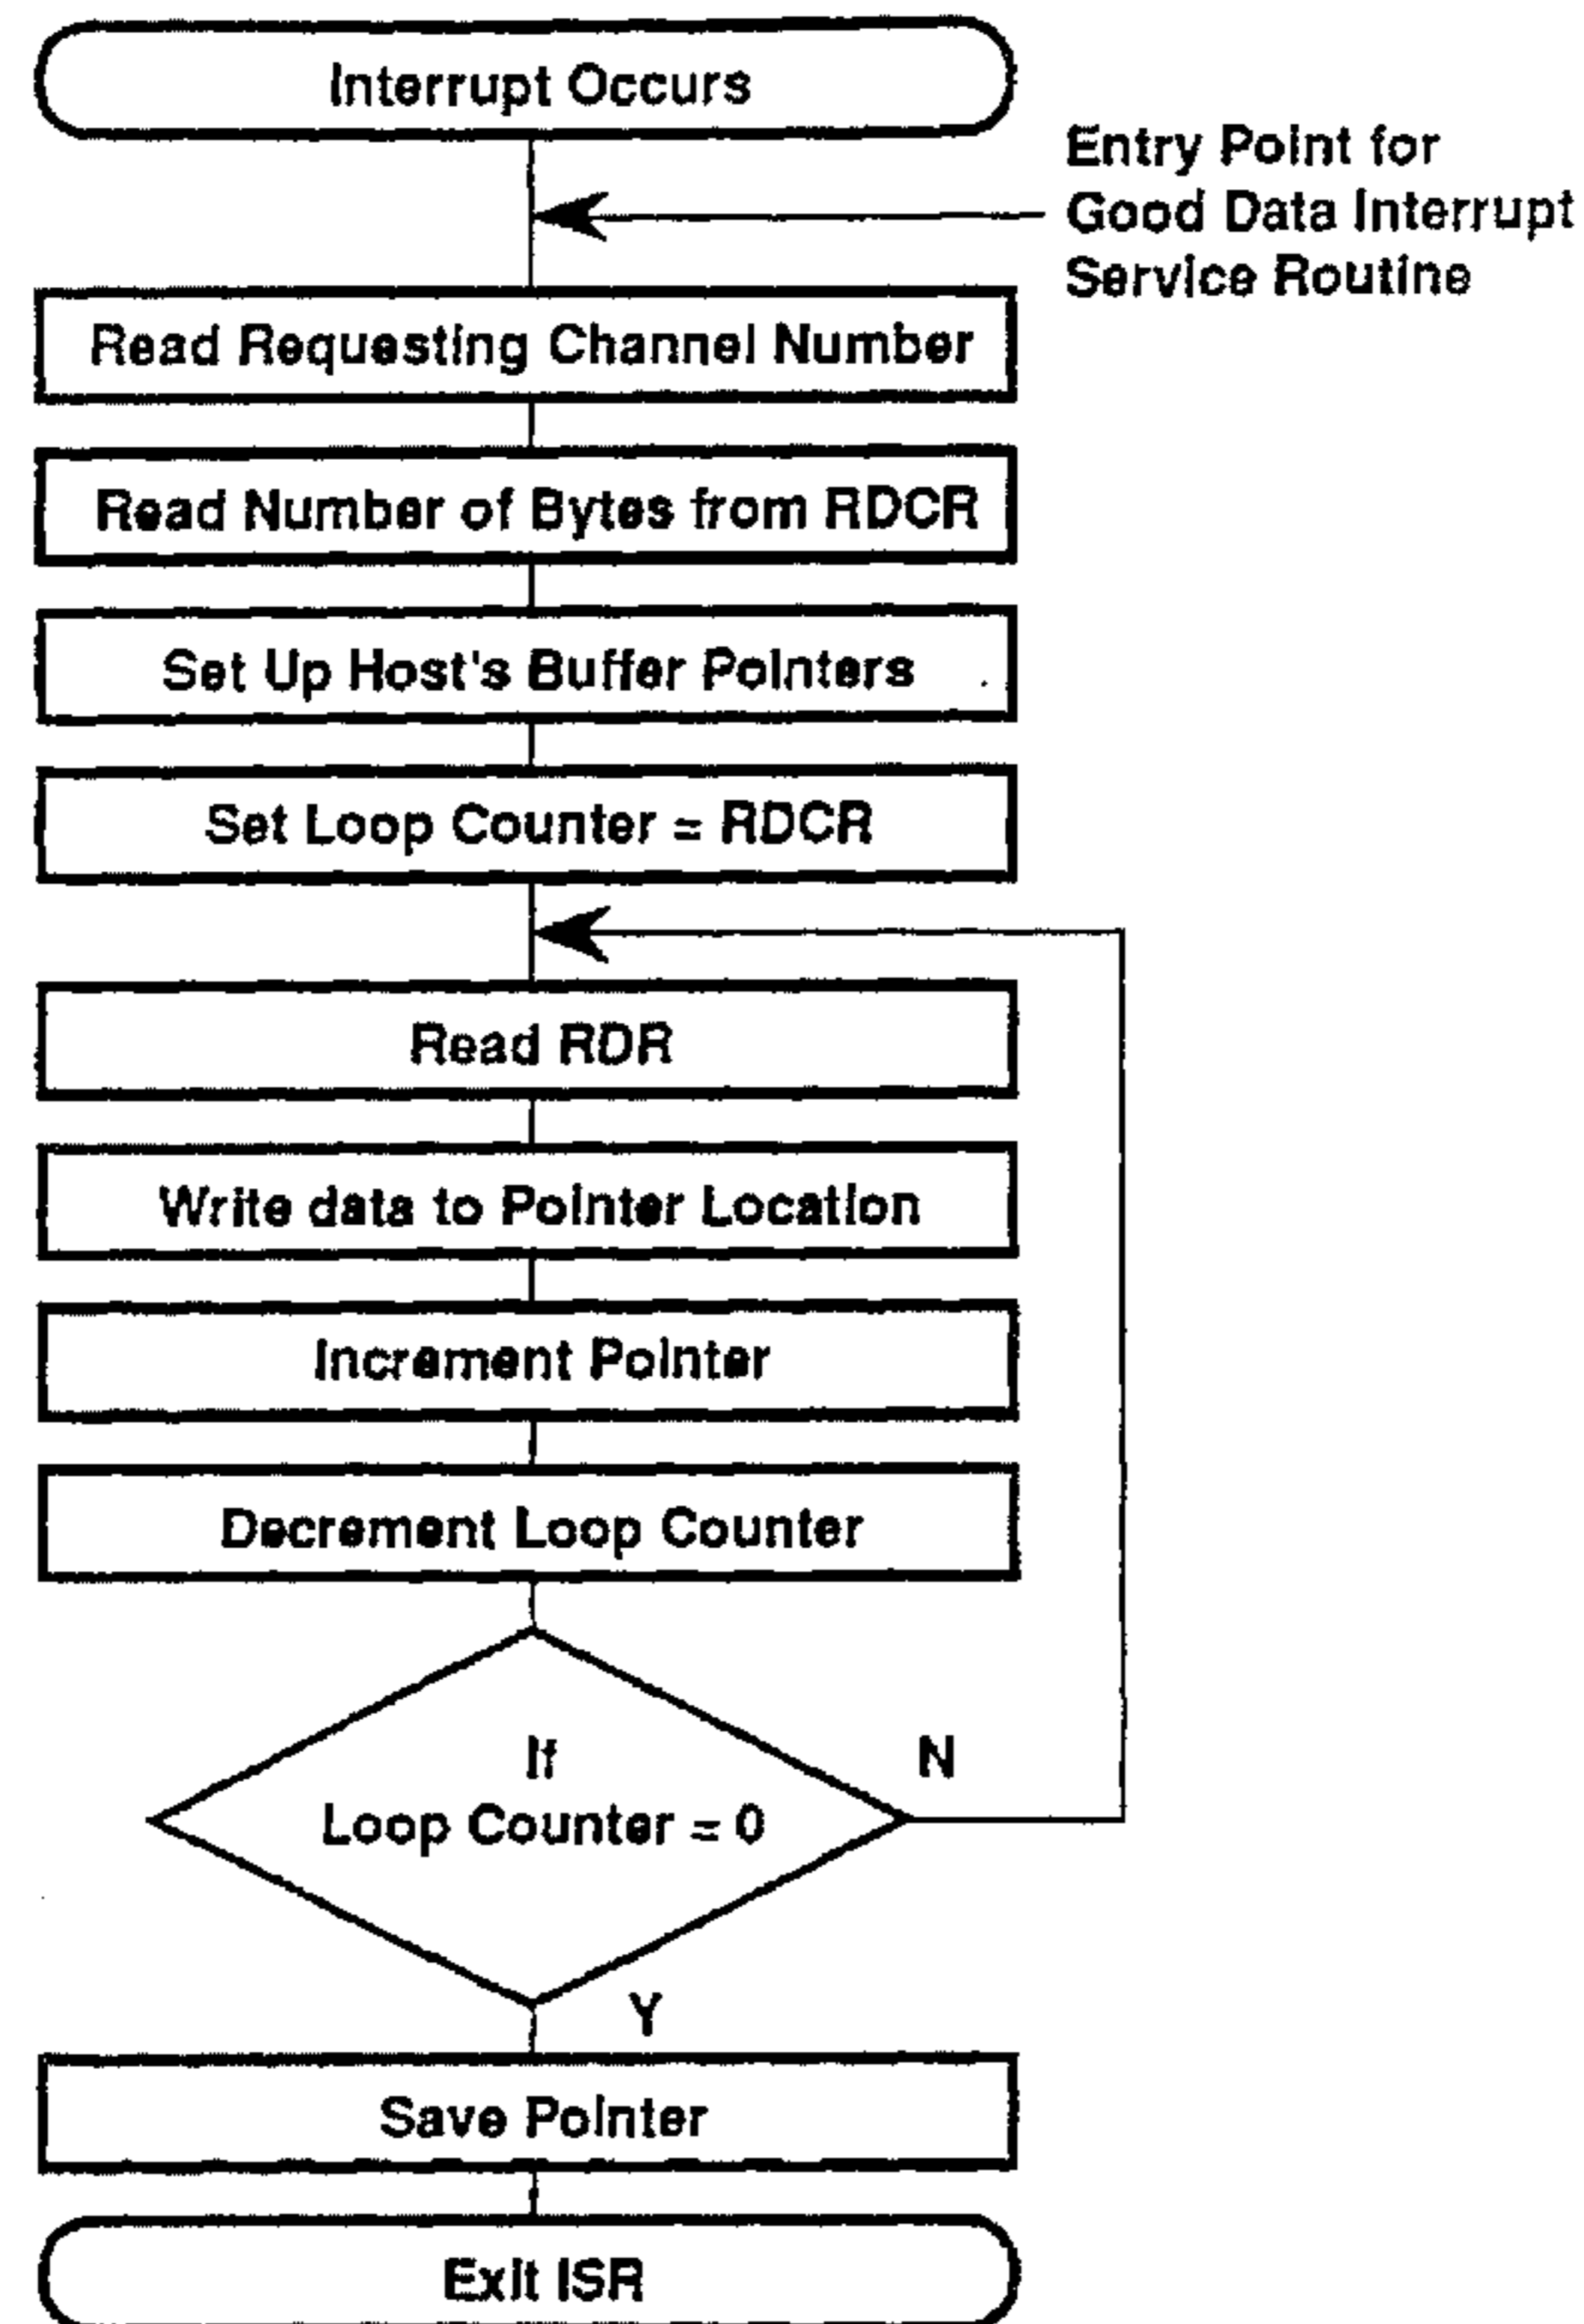 Interrupt Occurs
Entry Point for
Good Data Interrupt
Service Routine
Read Requesting Channel Number
Read Number of Bytes from RDCR
Set Up Host's Buffer Pointers
Set Loop Counter = RDCR
Read RDR
Write data to Pointer Location
Increment Pointer
Decrement Loop Counter
If
Loop Counter = 0
N
Y
Save Pointer
Exit ISR